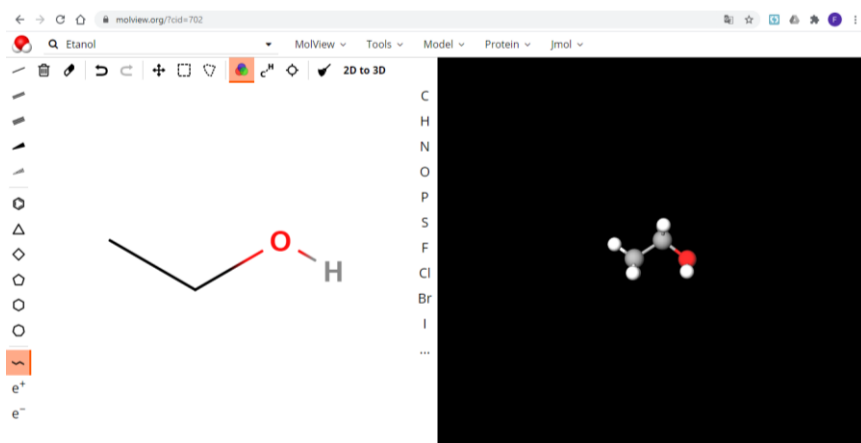 molview.org/?cid=702
F
Etanol MolView Tools Model Protein Jmol
C H 2D to 3D
C
H
N
O
P
S
F
Cl
Br
I
...
O
H
e+
e−